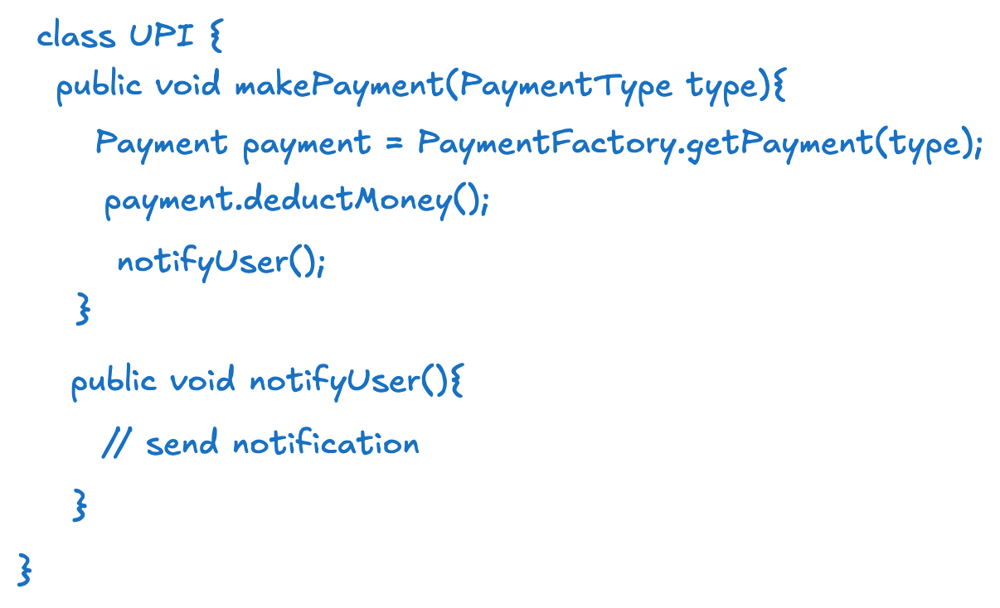 class UPI {
public void makePayment(PaymentType type){
Payment payment = PaymentFactory.getPayment(type);
payment.deductMoney();
notifyUser();
}
public void notifyUser(){
// send notification
}
}